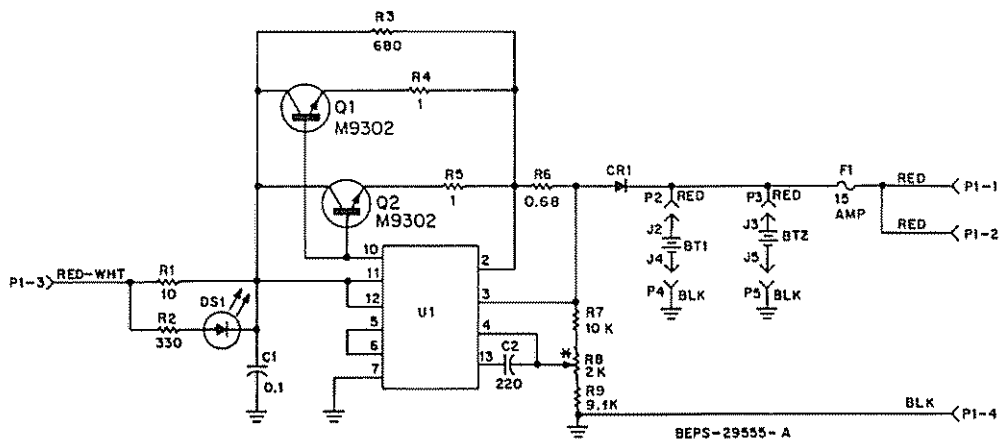 R3
680
R4
1
Q1
M9302
R5
1
R6
0.68
CR1
F1
15
AMP
RED
P1-1
RED
P1-2
Q2
M9302
P2
RED
J2
BT1
J4
P4
BLK
P3
RED
J3
BT2
J5
P5
BLK
P1-3
RED-WHT
R1
10
DS1
R2
330
C1
0.1
10
11
12
5
6
7
U1
2
3
4
13
C2
220
R7
10 K
*
R8
2K
R9
9.1K
BLK
P1-4
BEPS-29555-A